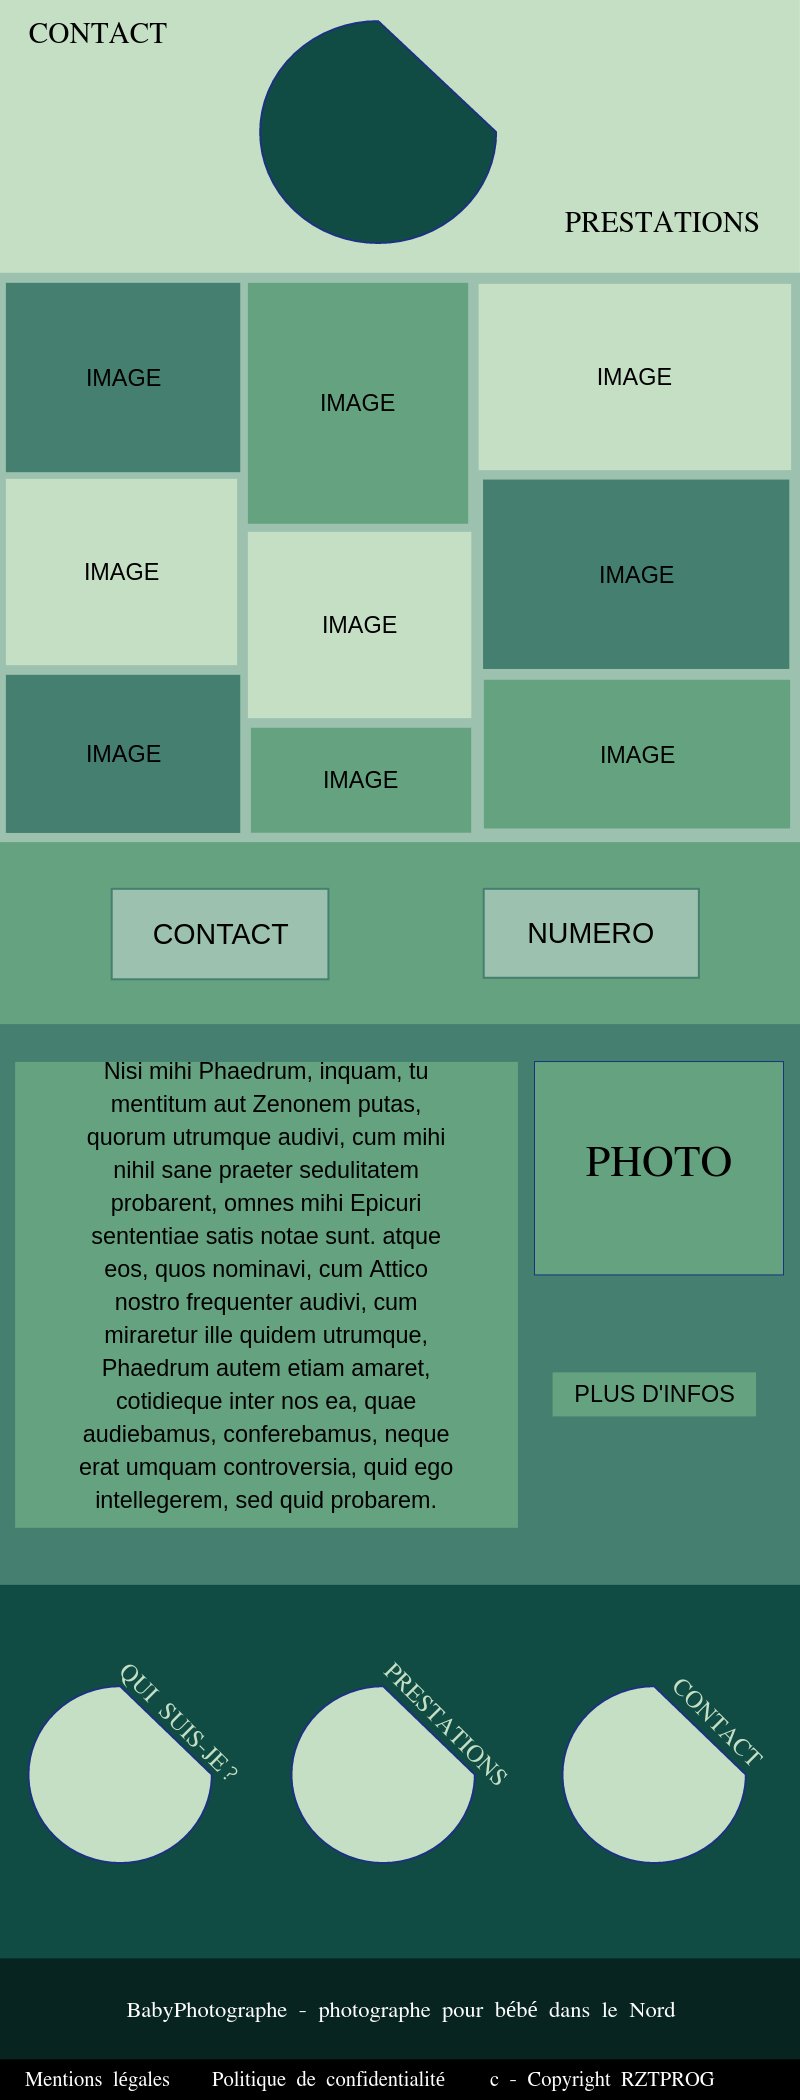 CONTACT
PRESTATIONS
IMAGE
IMAGE
IMAGE
IMAGE
IMAGE
IMAGE
IMAGE
IMAGE
IMAGE
CONTACT
NUMERO
Nisi mihi Phaedrum, inquam, tu
mentitum aut Zenonem putas,
quorum utrumque audivi, cum mihi
nihil sane praeter sedulitatem
probarent, omnes mihi Epicuri
sententiae satis notae sunt. atque
eos, quos nominavi, cum Attico
nostro frequenter audivi, cum
miraretur ille quidem utrumque,
Phaedrum autem etiam amaret,
cotidieque inter nos ea, quae
audiebamus, conferebamus, neque
erat umquam controversia, quid ego
intellegerem, sed quid probarem.
PHOTO
PLUS D'INFOS
QUI SUIS-JE?
PRESTATIONS
CONTACT
BabyPhotographe - photographe pour bébé dans le Nord
Mentions légales
Politique de confidentialité
c - Copyright RZTPROG